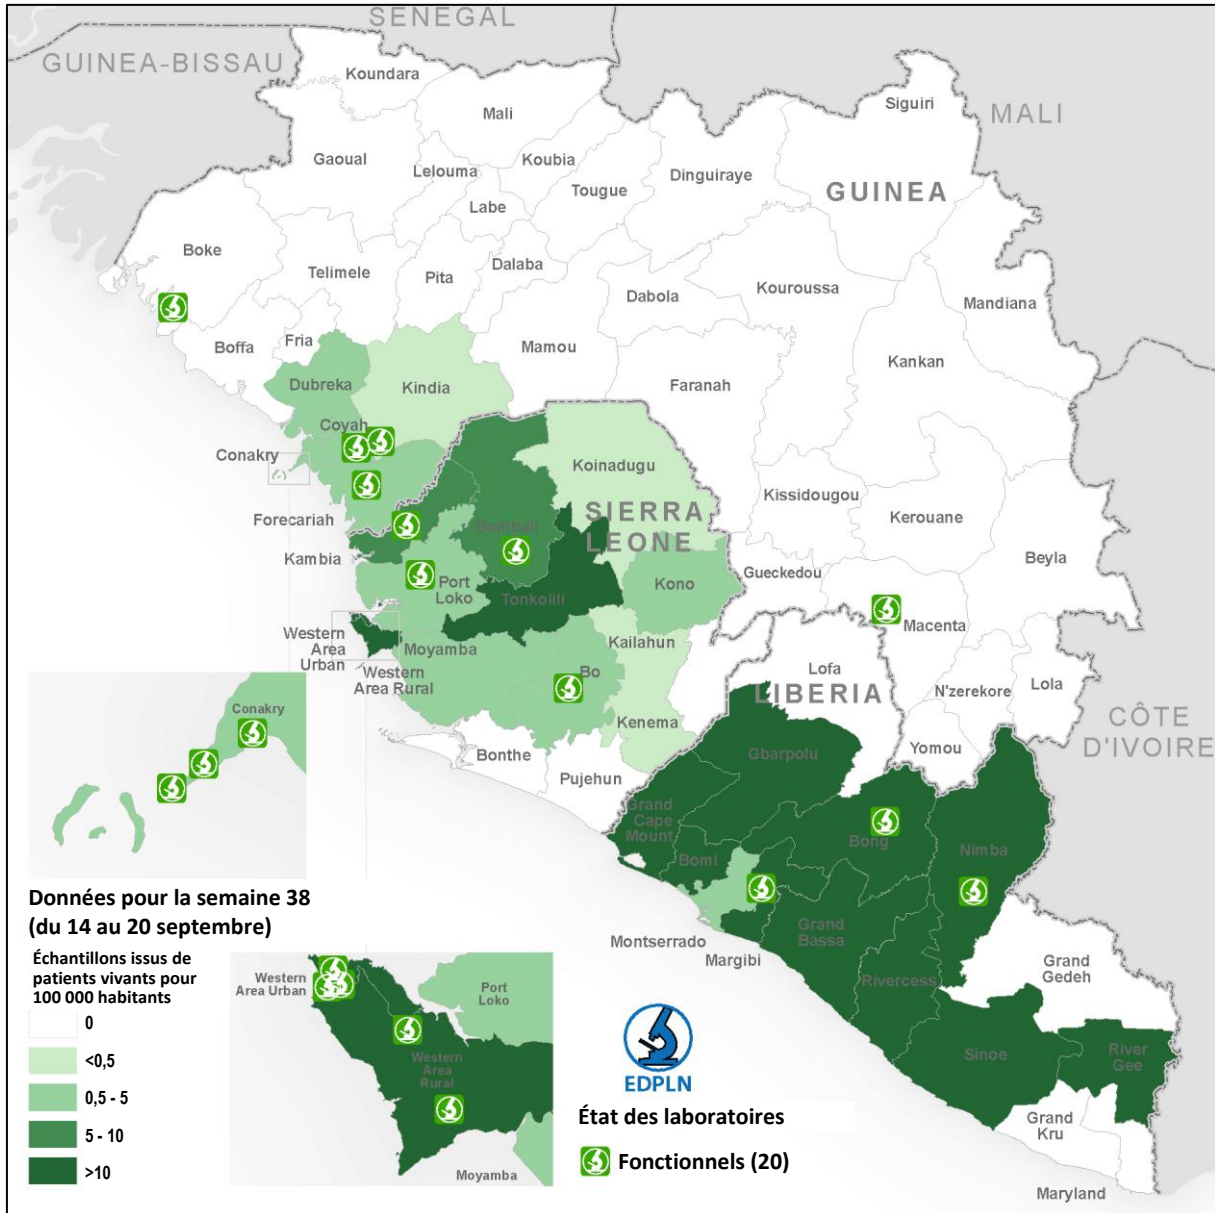 SENEGAL
GUINEA-BISSAU
MALI
Koundara
Mali
Siguiri
Gaoual
Lelouma
Koubia
Tougue
Dinguiraye
GUINEA
Labe
Boke
Telimele
Pita
Dalaba
Dabola
Kouroussa
Mandiana
Boffa
Fria
Mamou
Kankan
Dubreka
Kindia
Faranah
Coyah
Conakry
Koinadugu
Kissidougou
Forecariah
SIERRA
LEONE
Bombali
Kerouane
Kambia
Gueckedou
Beyla
Port
Loko
Tonkolili
Kono
Macenta
Western
Area
Urban
Moyamba
Kailahun
Western
Area Rural
Bo
Lofa
LIBERIA
N'zerekore
Lola
Kenema
CÔTE
D'IVOIRE
Bonthe
Pujehun
Yomou
Gbarpolu
Conakry
Grand
Cape
Mount
Bong
Nimba
Bomi
Données pour la semaine 38
(du 14 au 20 septembre)
Grand
Bassa
Montserrado
Margibi
Échantillons issus de
patients vivants pour
100 000 habitants
0
<0,5
0,5 - 5
5 - 10
>10
Rivercess
Grand
Gedeh
Western
Area Urban
Port
Loko
Western
Area
Rural
Moyamba
Sinoe
River
Gee
Grand
Kru
Maryland
EDPLN
État des laboratoires
Fonctionnels (20)